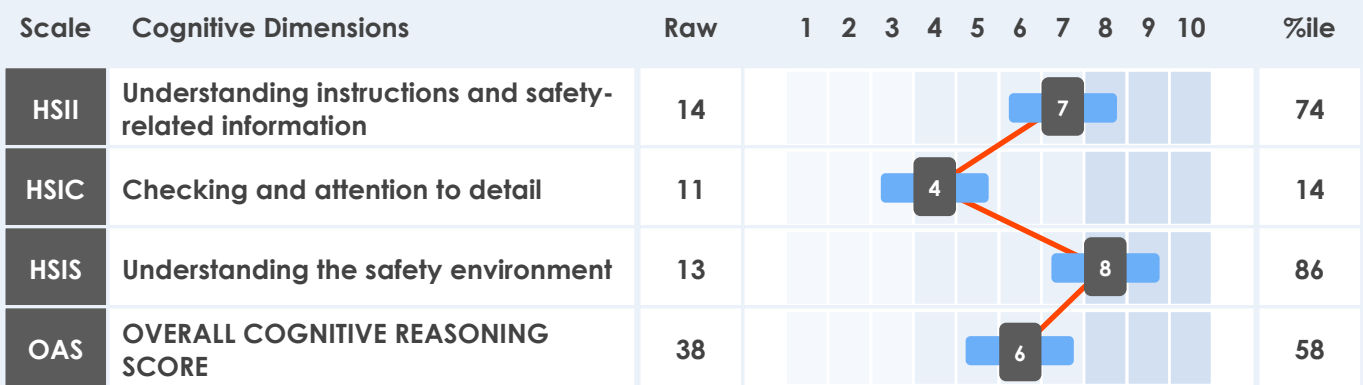 Scale Cognitive Dimensions Raw 1 2 3 4 5 6 7 8 9 10 %ile
HSII Understanding instructions and safety-
related information 14 7 74
HSIC Checking and attention to detail 11 4 14
HSIS Understanding the safety environment 13 8 86
OAS OVERALL COGNITIVE REASONING
SCORE 38 6 58